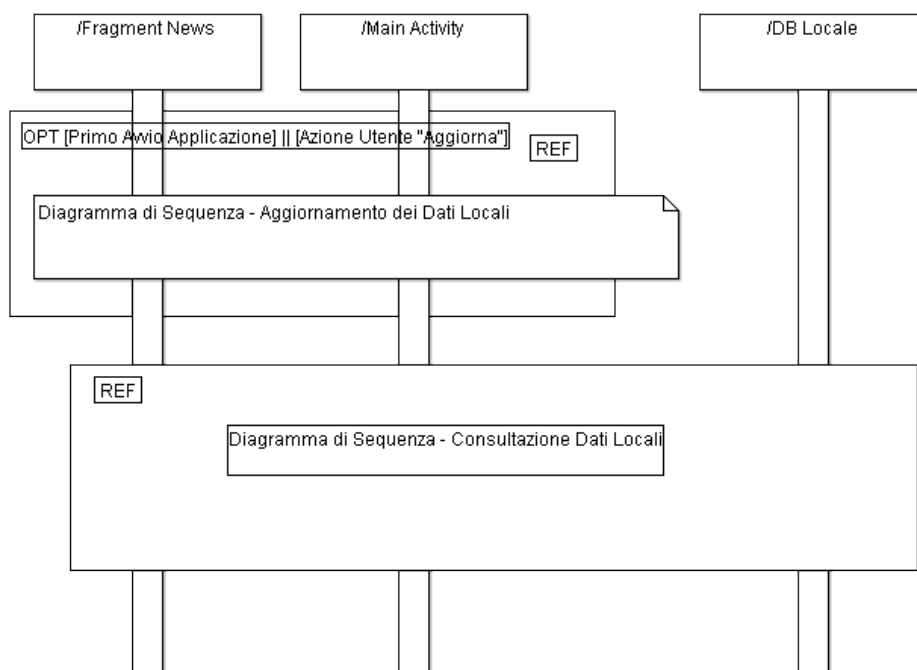 /Fragment News
/Main Activity
/DB Locale
OPT [Primo Avvio Applicazione] || [Azione Utente "Aggiorna"]
REF
Diagramma di Sequenza - Aggiornamento dei Dati Locali
REF
Diagramma di Sequenza - Consultazione Dati Locali